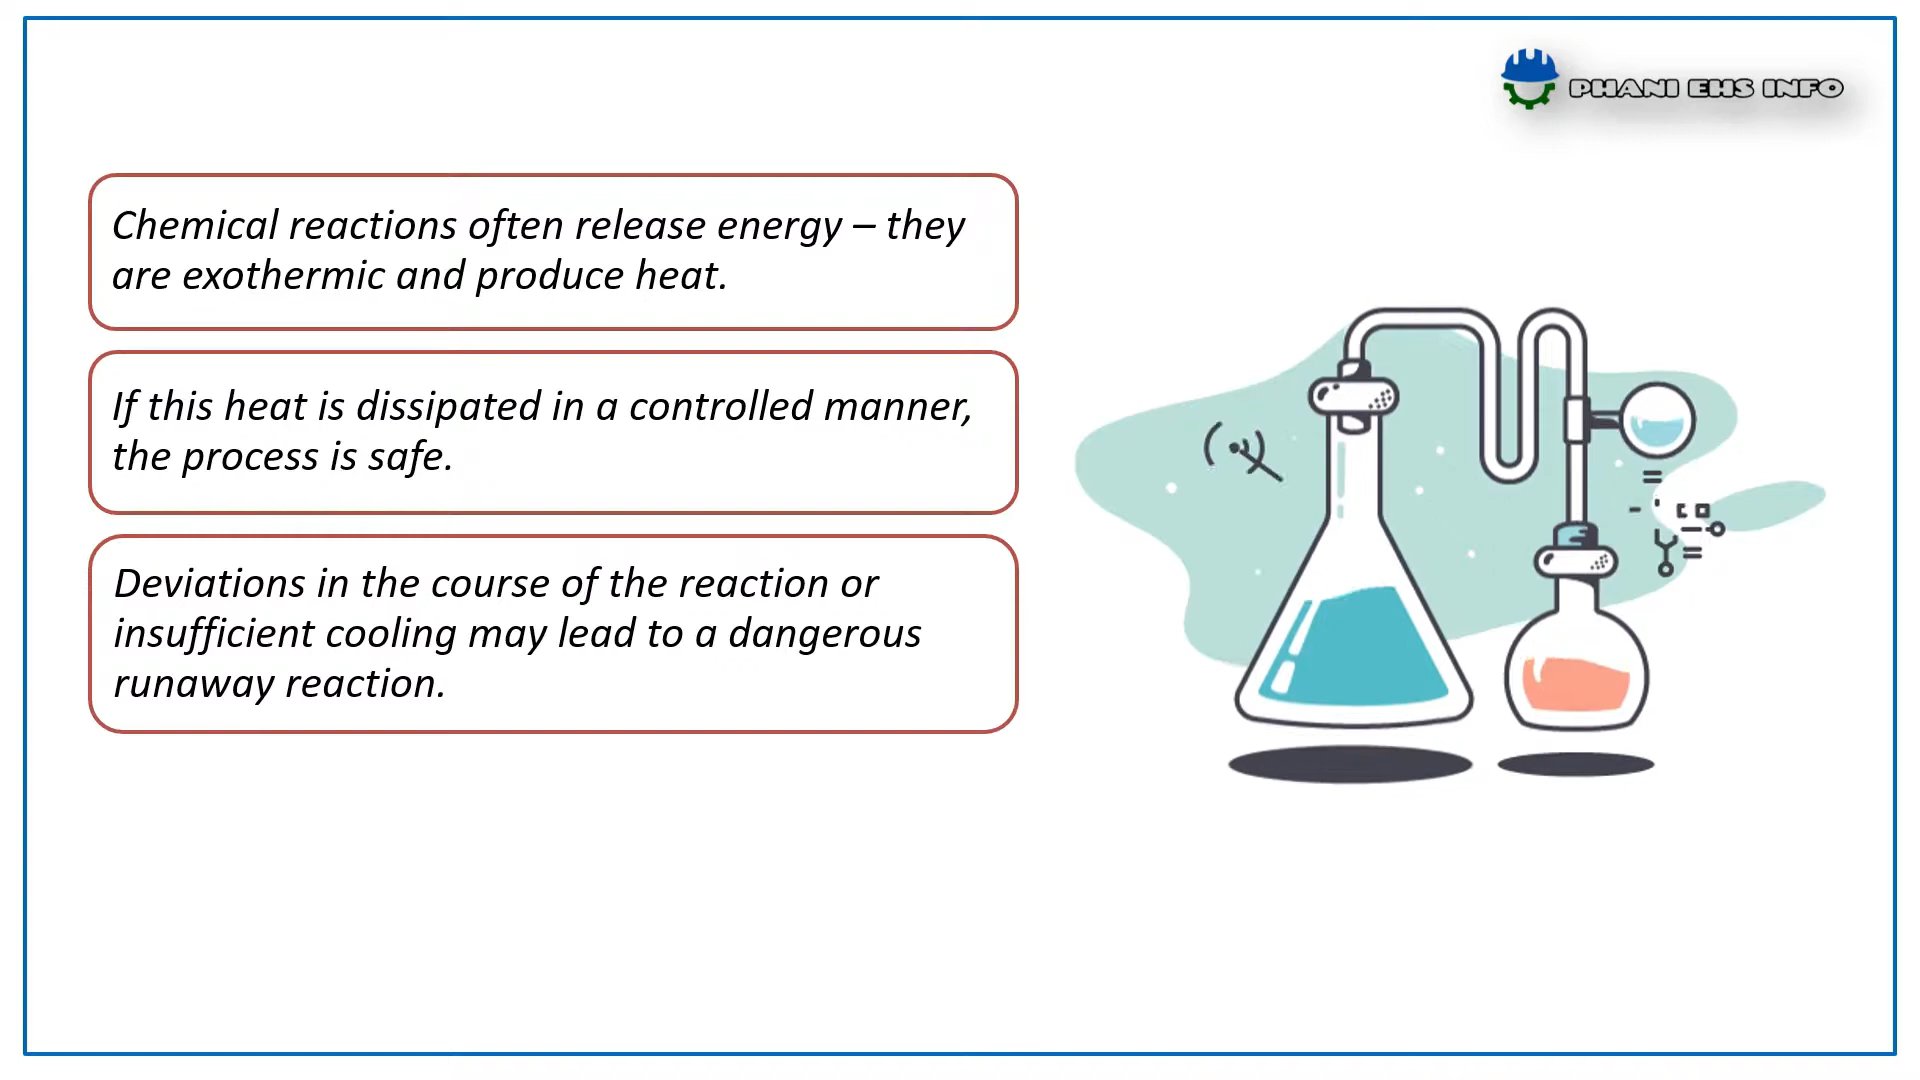 PHANI EHS INFO
Chemical reactions often release energy – they
are exothermic and produce heat.
If this heat is dissipated in a controlled manner,
the process is safe.
Deviations in the course of the reaction or
insufficient cooling may lead to a dangerous
runaway reaction.